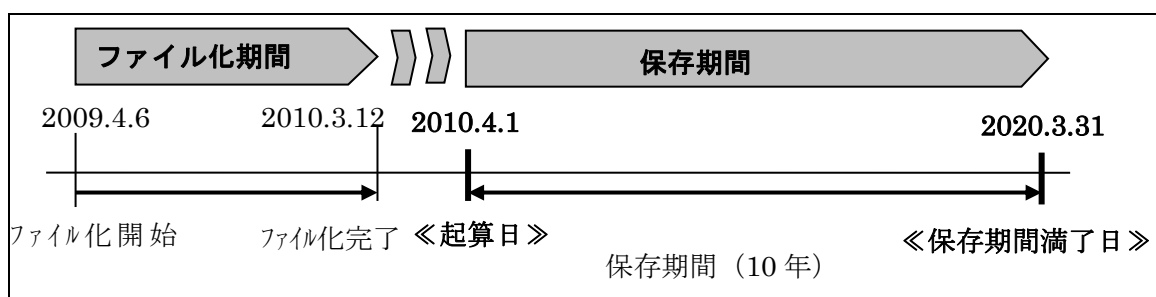 ファイル化期間 保存期間
2009.4.6 2010.3.12 2010.4.1 2020.3.31
ファイル化開始 ファイル化完了 ≪起算日≫ ≪保存期間満了日≫
保存期間（10 年）